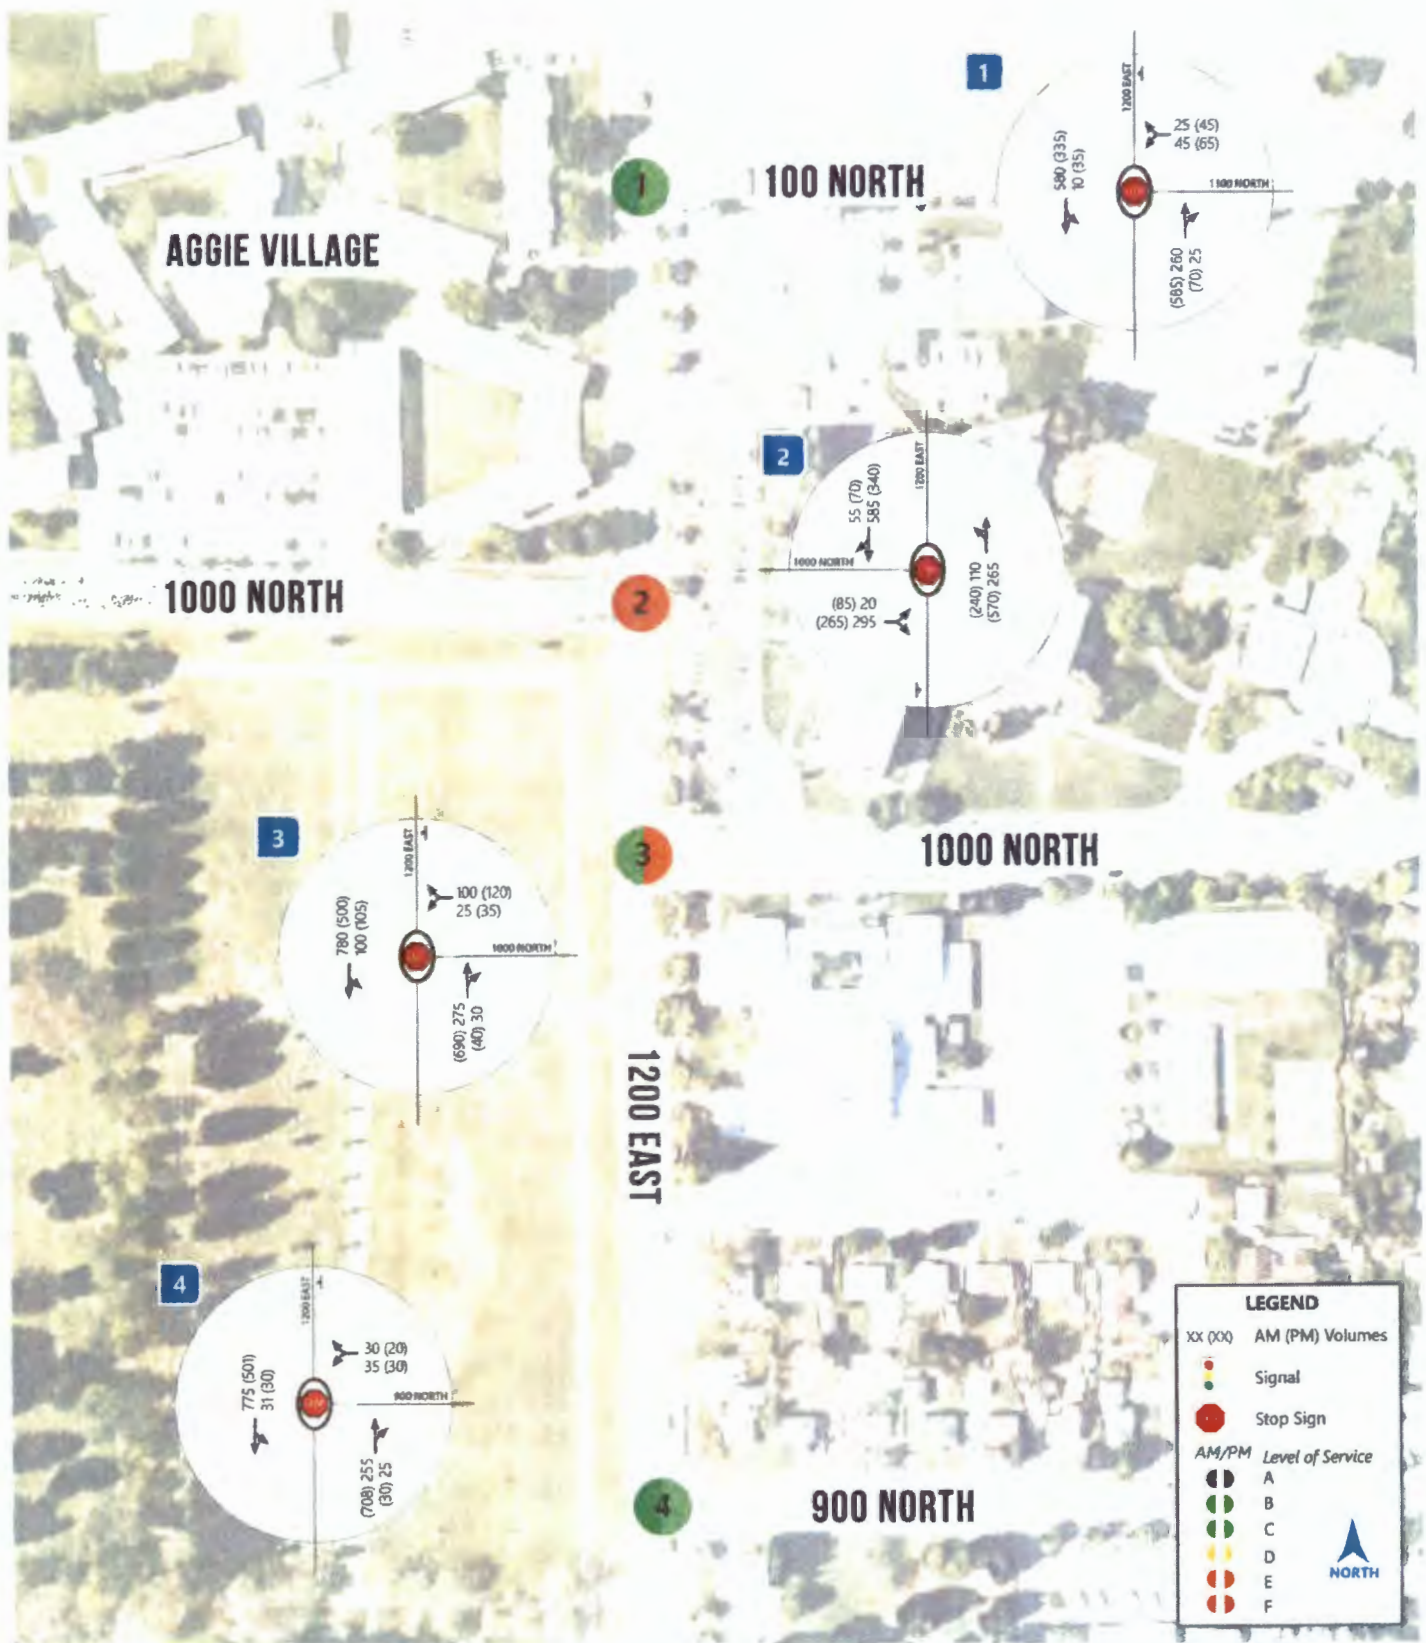 1
1200 EAST
25 (45)
45 (65)
580 (335)
10 (35)
1100 NORTH
(585) 260
(70) 25
1
100 NORTH
AGGIE VILLAGE
2
1200 EAST
55 (70)
585 (340)
1000 NORTH
(240) 110
(570) 265
(85) 20
(265) 295
1000 NORTH
2
3
1200 EAST
100 (120)
25 (35)
780 (500)
100 (105)
1000 NORTH
(690) 275
(40) 30
3
1000 NORTH
1200 EAST
4
1200 EAST
30 (20)
35 (30)
775 (501)
31 (30)
900 NORTH
(708) 255
(30) 25
4
900 NORTH
LEGEND
XX (XX) AM (PM) Volumes
Signal
Stop Sign
AM/PM Level of Service
A
B
C
D
E
F
NORTH